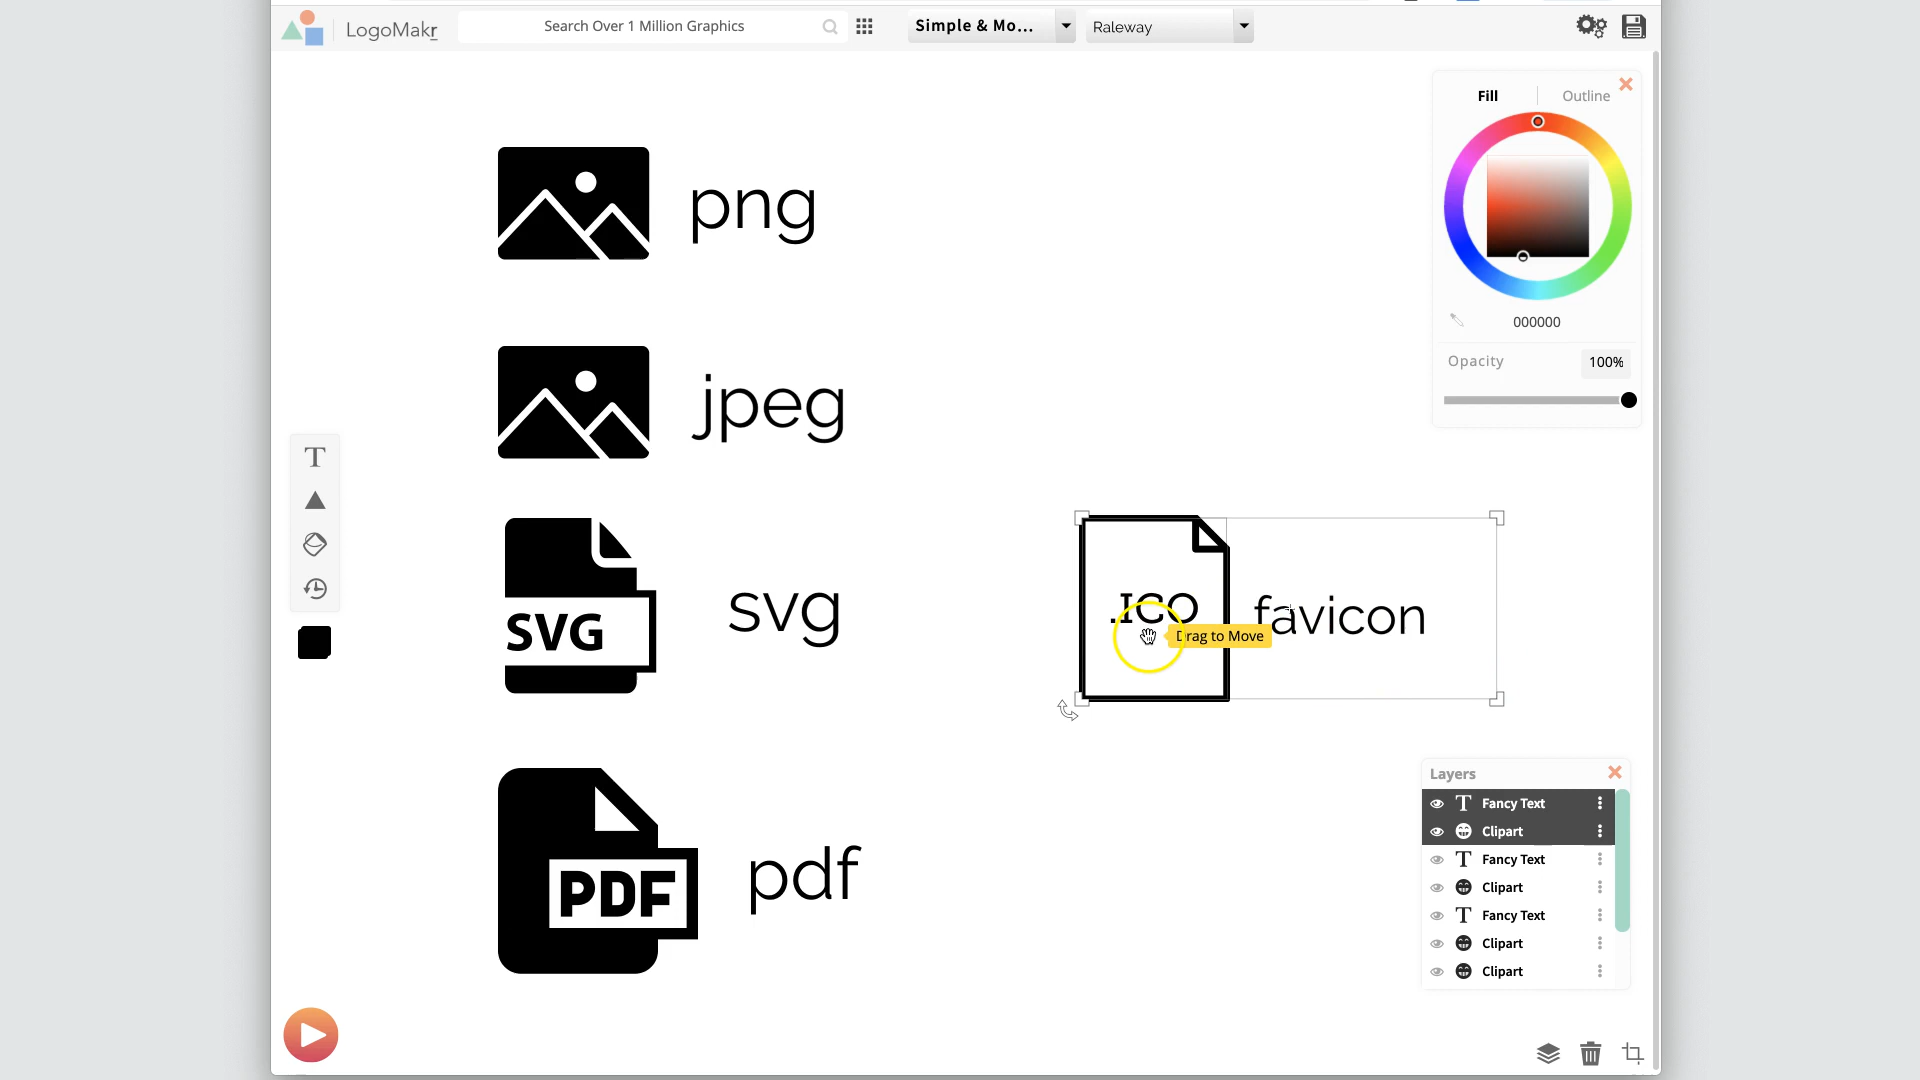 LogoMakr
Search Over 1 Million Graphics
Simple & Mo...
Raleway
Fill
Outline
000000
Opacity
100%
png
jpeg
SVG
svg
.ICO
favicon
Drag to Move
PDF
pdf
Layers
Fancy Text
Clipart
Fancy Text
Clipart
Fancy Text
Clipart
Clipart